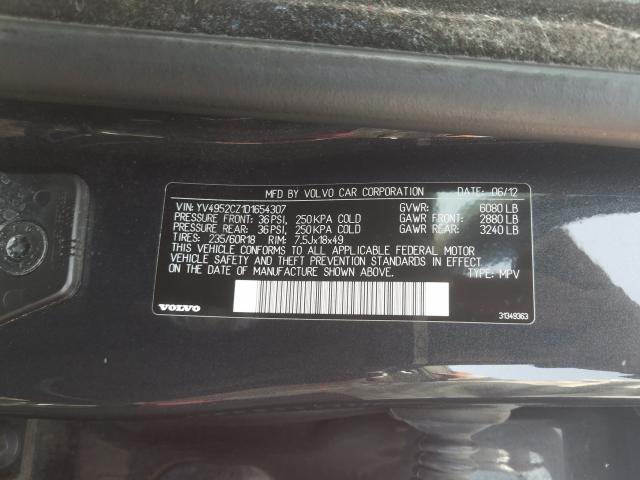 MFD BY VOLVO CAR CORPORATION DATE: 06/12
VIN: YV4952CZ1D1654307 GVWR: 6080 LB
PRESSURE FRONT: 36 PSI, 250 KPA COLD GAWR FRONT: 2880 LB
PRESSURE REAR: 36 PSI, 250 KPA COLD GAWR REAR: 3240 LB
TIRES: 235/60R18 RIM: 7,5Jx18x49
THIS VEHICLE CONFORMS TO ALL APPLICABLE FEDERAL MOTOR
VEHICLE SAFETY AND THEFT PREVENTION STANDARDS IN EFFECT
ON THE DATE OF MANUFACTURE SHOWN ABOVE. TYPE: MPV
VOLVO 31349363